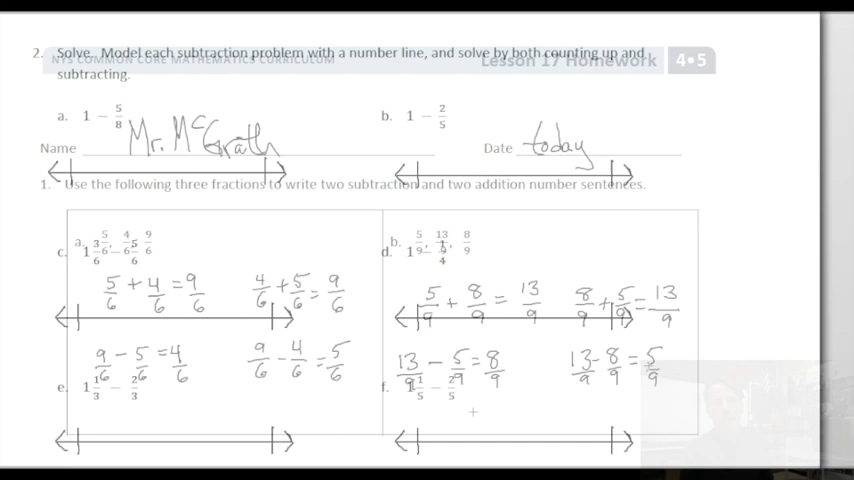 2. Solve. Model each subtraction problem with a number line, and solve by both counting up and
NYS COMMON CORE MATHEMATICS CURRICULUM Lesson 17 Homework 4•5
subtracting.
a. 1 − 5/8 b. 1 − 2/5
Name Mr. McGrath Date today
1. Use the following three fractions to write two subtraction and two addition number sentences.
a. 5/6, 4/6, 9/6 b. 5/9, 13/9, 8/9
c. 1 3/6 − 5/6 d. 1
5/6 + 4/6 = 9/6 4/6 + 5/6 = 9/6 5/9 + 8/9 = 13/9 8/9 + 5/9 = 13/9
9/6 − 5/6 = 4/6 9/6 − 4/6 = 5/6 13/9 − 5/9 = 8/9 13/9 − 8/9 = 5/9
e. 1 1/3 − 2/3 f. 1 1/5 − 2/5